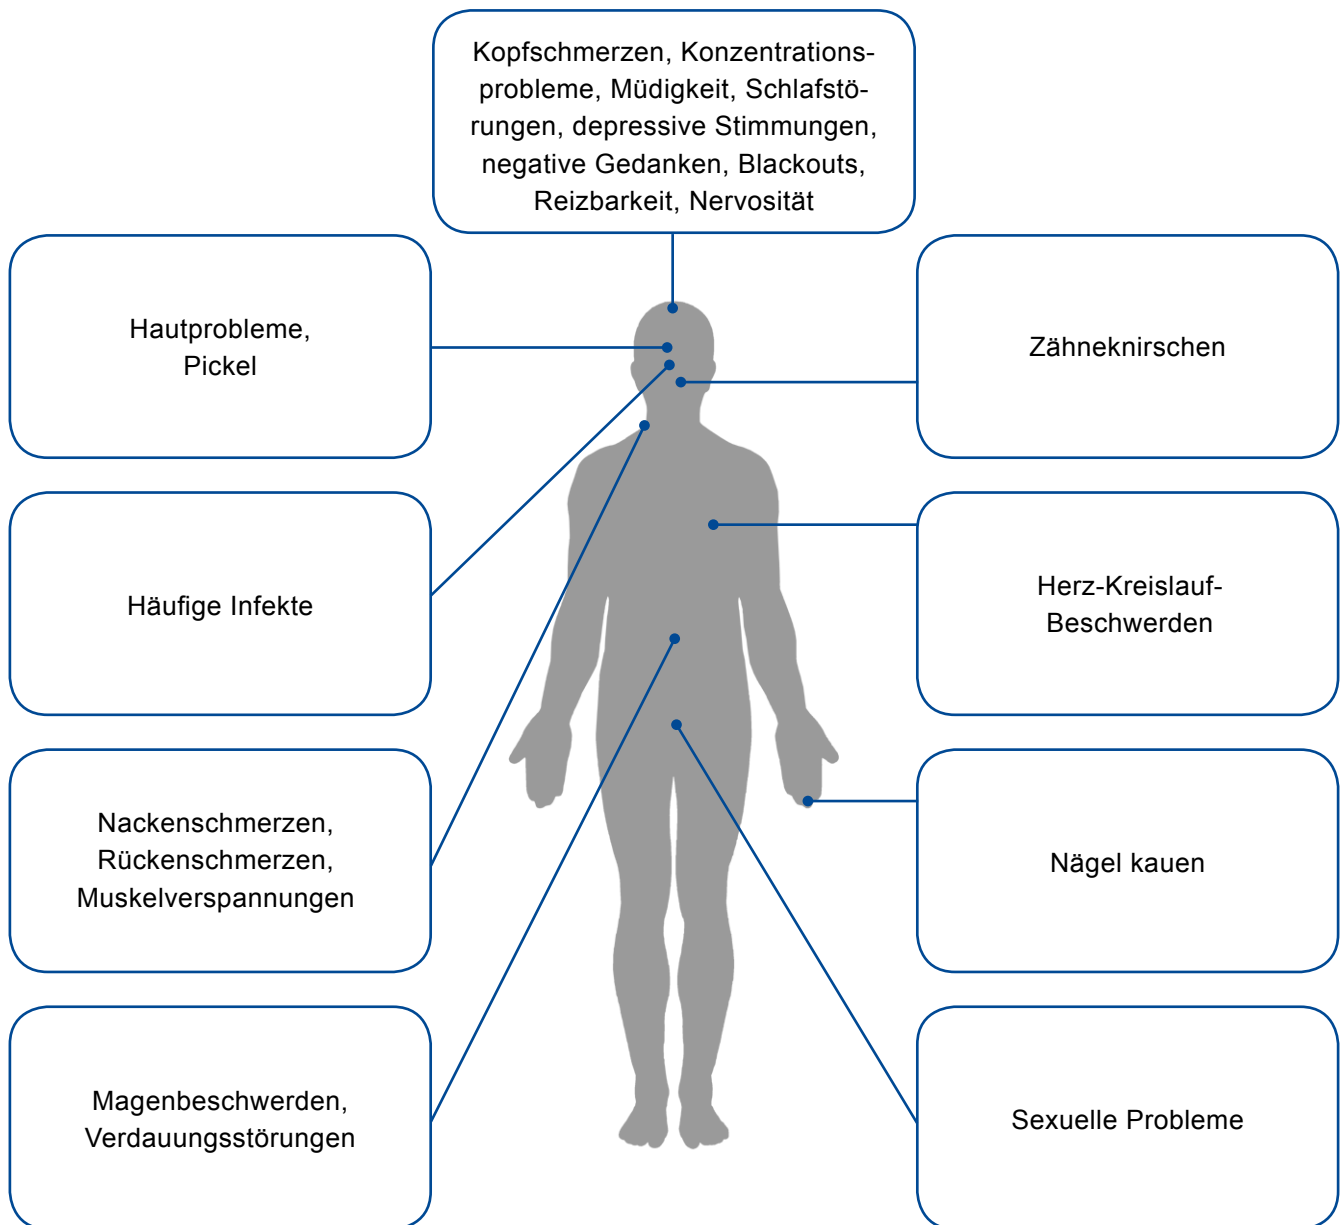 Kopfschmerzen, Konzentrations-
probleme, Müdigkeit, Schlafstö-
rungen, depressive Stimmungen,
negative Gedanken, Blackouts,
Reizbarkeit, Nervosität
Hautprobleme,
Pickel
Zähneknirschen
Häufige Infekte
Herz-Kreislauf-
Beschwerden
Nackenschmerzen,
Rückenschmerzen,
Muskelverspannungen
Nägel kauen
Magenbeschwerden,
Verdauungsstörungen
Sexuelle Probleme